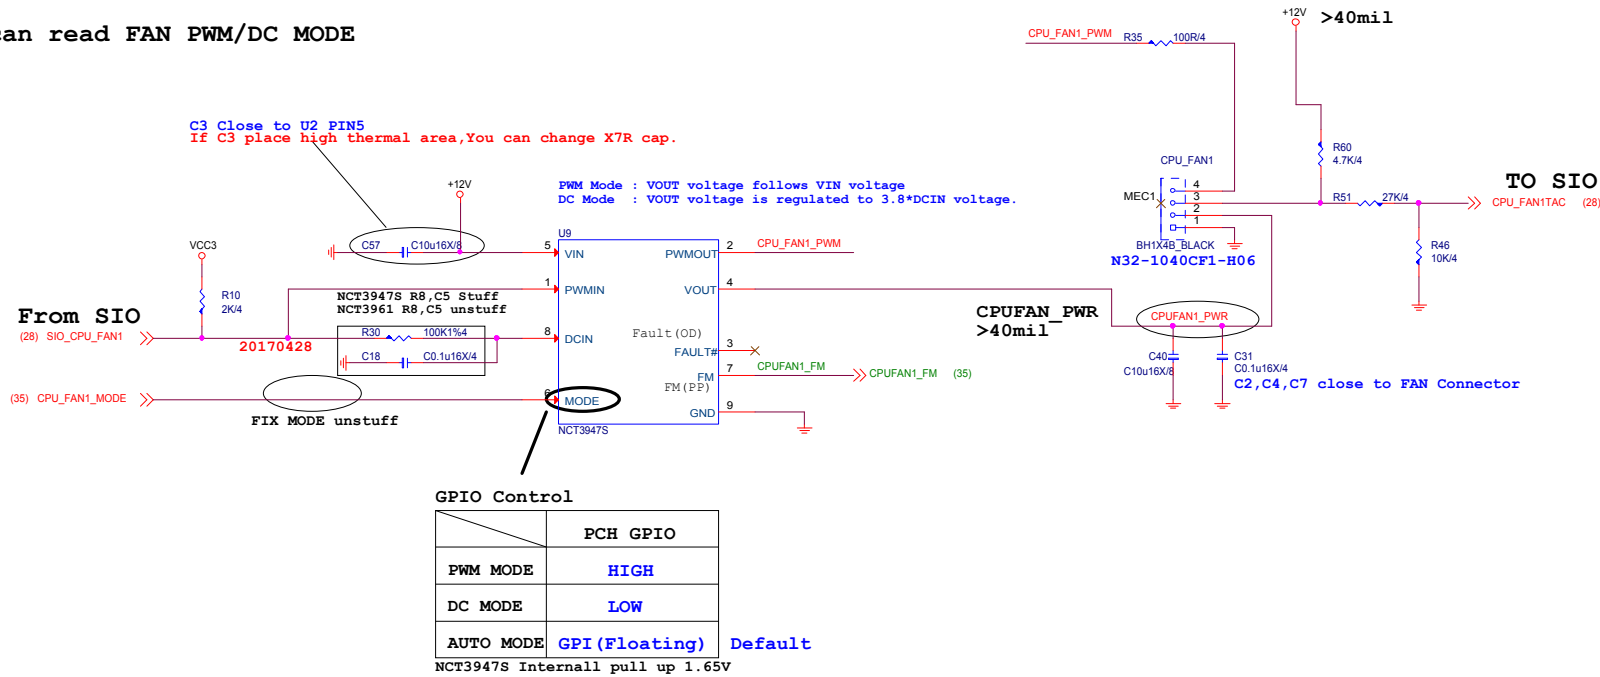 can read FAN PWM/DC MODE
+12V
>40mil
CPU_FAN1_PWM
R35
100R/4
C3 Close to U2 PIN5
If C3 place high thermal area,You can change X7R cap.
R60
4.7K/4
CPU_FAN1
+12V
PWM Mode : VOUT voltage follows VIN voltage
DC Mode : VOUT voltage is regulated to 3.8*DCIN voltage.
MEC1
4
3
2
1
R51
27K/4
TO SIO
CPU_FAN1TAC (28)
BH1X4B_BLACK
N32-1040CF1-H06
R46
10K/4
VCC3
C57
C10u16X/8
U9
5
VIN
PWMOUT
2
CPU_FAN1_PWM
1
PWMIN
VOUT
4
R10
2K/4
NCT3947S R8,C5 Stuff
NCT3961 R8,C5 unstuff
From SIO
(28) SIO_CPU_FAN1
20170428
R30
100K1%4
8
DCIN
Fault(OD)
FAULT#
3
C18
C0.1u16X/4
CPUFAN_PWR
>40mil
CPUFAN1_PWR
C40
C10u16X/8
C31
C0.1u16X/4
C2,C4,C7 close to FAN Connector
FM
7
CPUFAN1_FM
CPUFAN1_FM (35)
FM(PP)
(35) CPU_FAN1_MODE
6
MODE
GND
9
FIX MODE unstuff
NCT3947S
GPIO Control
PCH GPIO
PWM MODE HIGH
DC MODE LOW
AUTO MODE GPI(Floating) Default
NCT3947S Internall pull up 1.65V